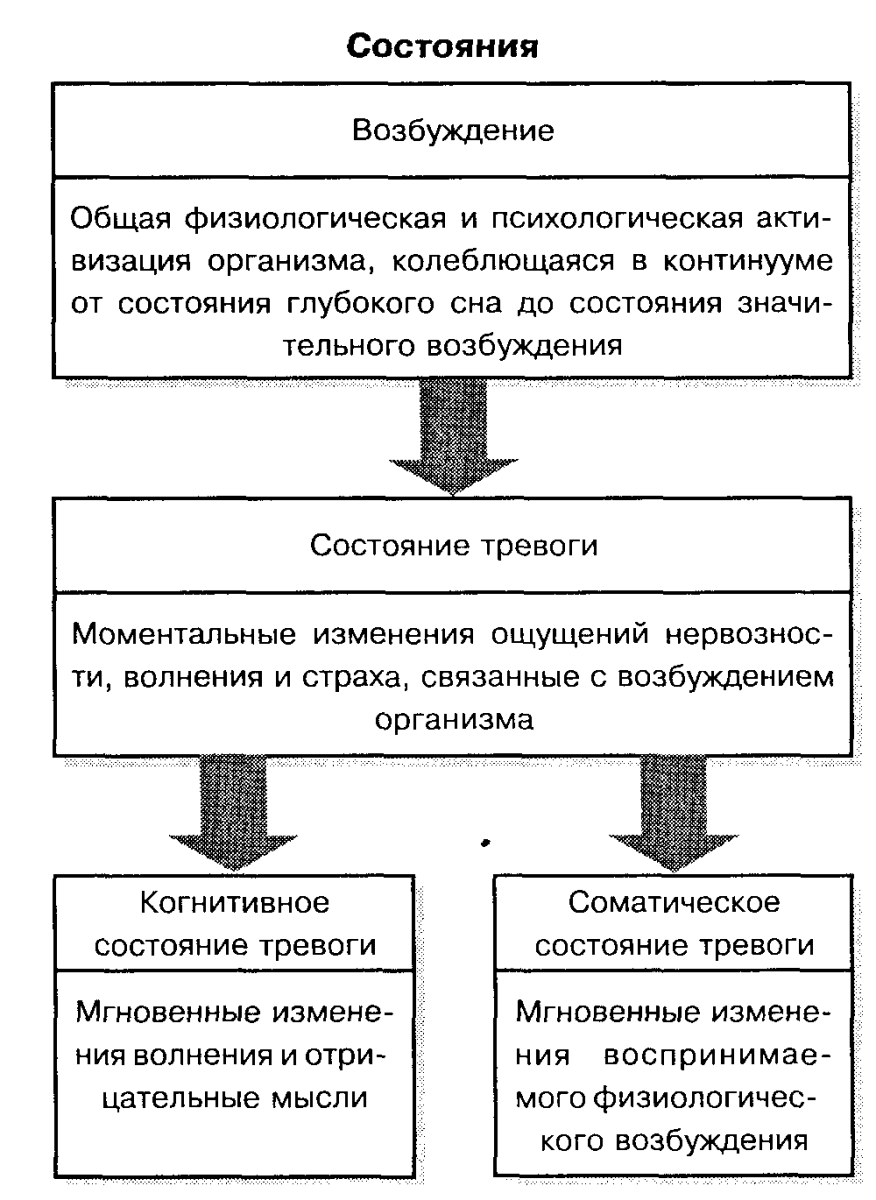 Состояния
Возбуждение
Общая физиологическая и психологическая акти-
визация организма, колеблющаяся в континууме
от состояния глубокого сна до состояния значи-
тельного возбуждения
Состояние тревоги
Моментальные изменения ощущений нервознос-
ти, волнения и страха, связанные с возбуждением
организма
Когнитивное
состояние тревоги
Мгновенные измене-
ния волнения и отри-
цательные мысли
Соматическое
состояние тревоги
Мгновенные измене-
ния воспринимае-
мого физиологичес-
кого возбуждения